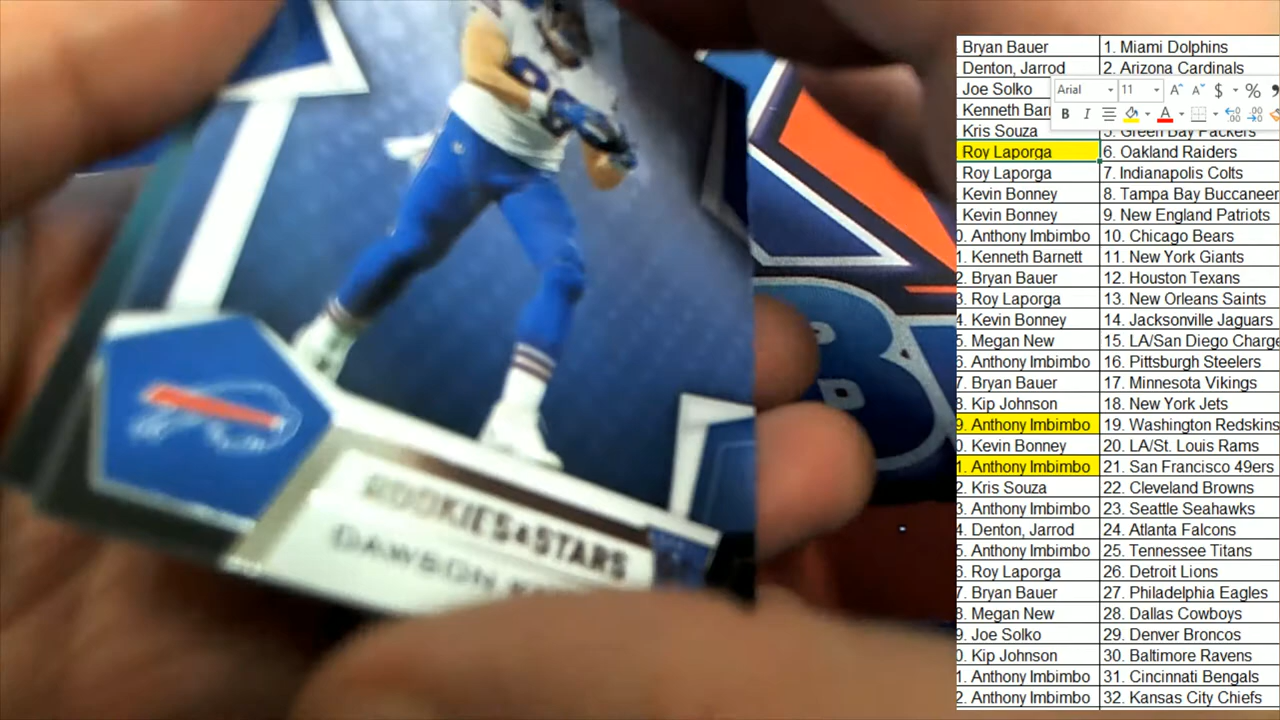 ROOKIES&STARS
DAWSON
Bryan Bauer 1. Miami Dolphins
Denton, Jarrod 2. Arizona Cardinals
Joe Solko Arial 11 A A $ %
Kenneth B I A
Kris Souza 5. Green Bay Packers
Roy Laporga 6. Oakland Raiders
Roy Laporga 7. Indianapolis Colts
Kevin Bonney 8. Tampa Bay Buccaneer
Kevin Bonney 9. New England Patriots
0. Anthony Imbimbo 10. Chicago Bears
1. Kenneth Barnett 11. New York Giants
2. Bryan Bauer 12. Houston Texans
3. Roy Laporga 13. New Orleans Saints
4. Kevin Bonney 14. Jacksonville Jaguars
5. Megan New 15. LA/San Diego Charge
6. Anthony Imbimbo 16. Pittsburgh Steelers
7. Bryan Bauer 17. Minnesota Vikings
8. Kip Johnson 18. New York Jets
9. Anthony Imbimbo 19. Washington Redskins
0. Kevin Bonney 20. LA/St. Louis Rams
1. Anthony Imbimbo 21. San Francisco 49ers
2. Kris Souza 22. Cleveland Browns
3. Anthony Imbimbo 23. Seattle Seahawks
4. Denton, Jarrod 24. Atlanta Falcons
5. Anthony Imbimbo 25. Tennessee Titans
6. Roy Laporga 26. Detroit Lions
7. Bryan Bauer 27. Philadelphia Eagles
8. Megan New 28. Dallas Cowboys
9. Joe Solko 29. Denver Broncos
0. Kip Johnson 30. Baltimore Ravens
1. Anthony Imbimbo 31. Cincinnati Bengals
2. Anthony Imbimbo 32. Kansas City Chiefs